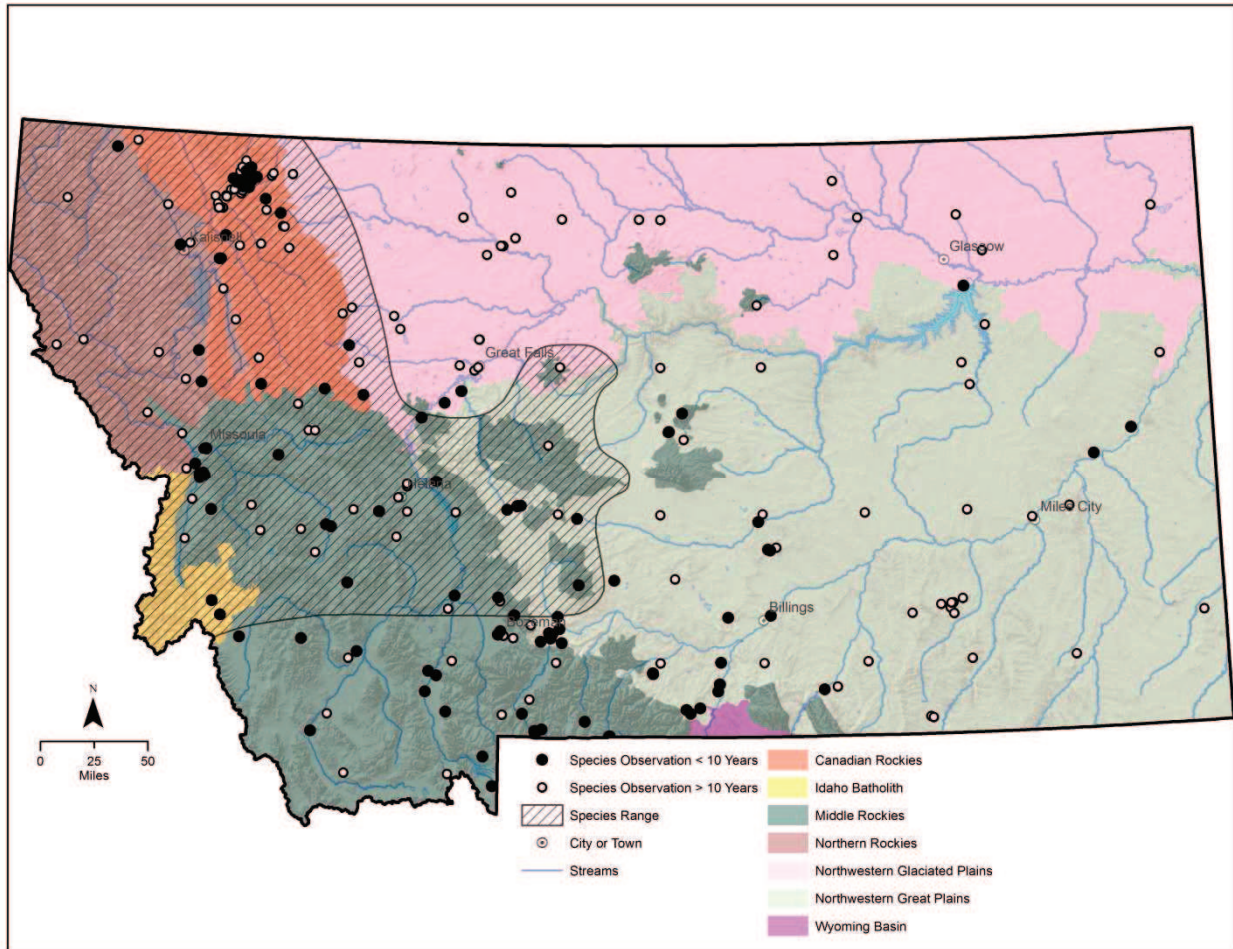 Kalispell
Glasgow
Great Falls
Missoula
Helena
Miles City
Billings
Bozeman
N
0 50
Miles
Species Observation < 10 Years
Species Observation > 10 Years
Species Range
City or Town
Streams
Canadian Rockies
Idaho Batholith
Middle Rockies
Northern Rockies
Northwestern Glaciated Plains
Northwestern Great Plains
Wyoming Basin